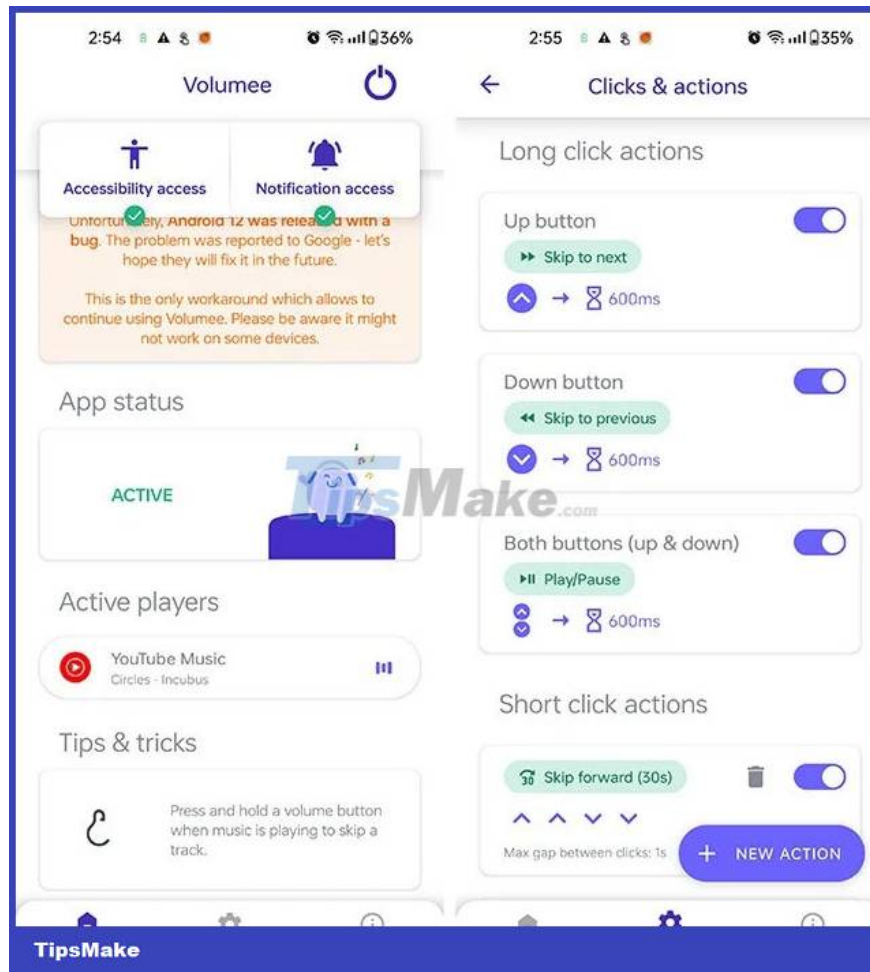 2:54
36%
Volumee
Accessibility access
Notification access
Unfortunately, Android 12 was released with a
bug. The problem was reported to Google - let's
hope they will fix it in the future.
This is the only workaround which allows to
continue using Volumee. Please be aware it might
not work on some devices.
App status
ACTIVE
Active players
YouTube Music
Circles - Incubus
Tips & tricks
Press and hold a volume button
when music is playing to skip a
track.
2:55
35%
Clicks & actions
Long click actions
Up button
Skip to next
600ms
Down button
Skip to previous
600ms
Both buttons (up & down)
Play/Pause
600ms
Short click actions
30 Skip forward (30s)
Max gap between clicks: 1s
+ NEW ACTION
TipsMake.com
TipsMake